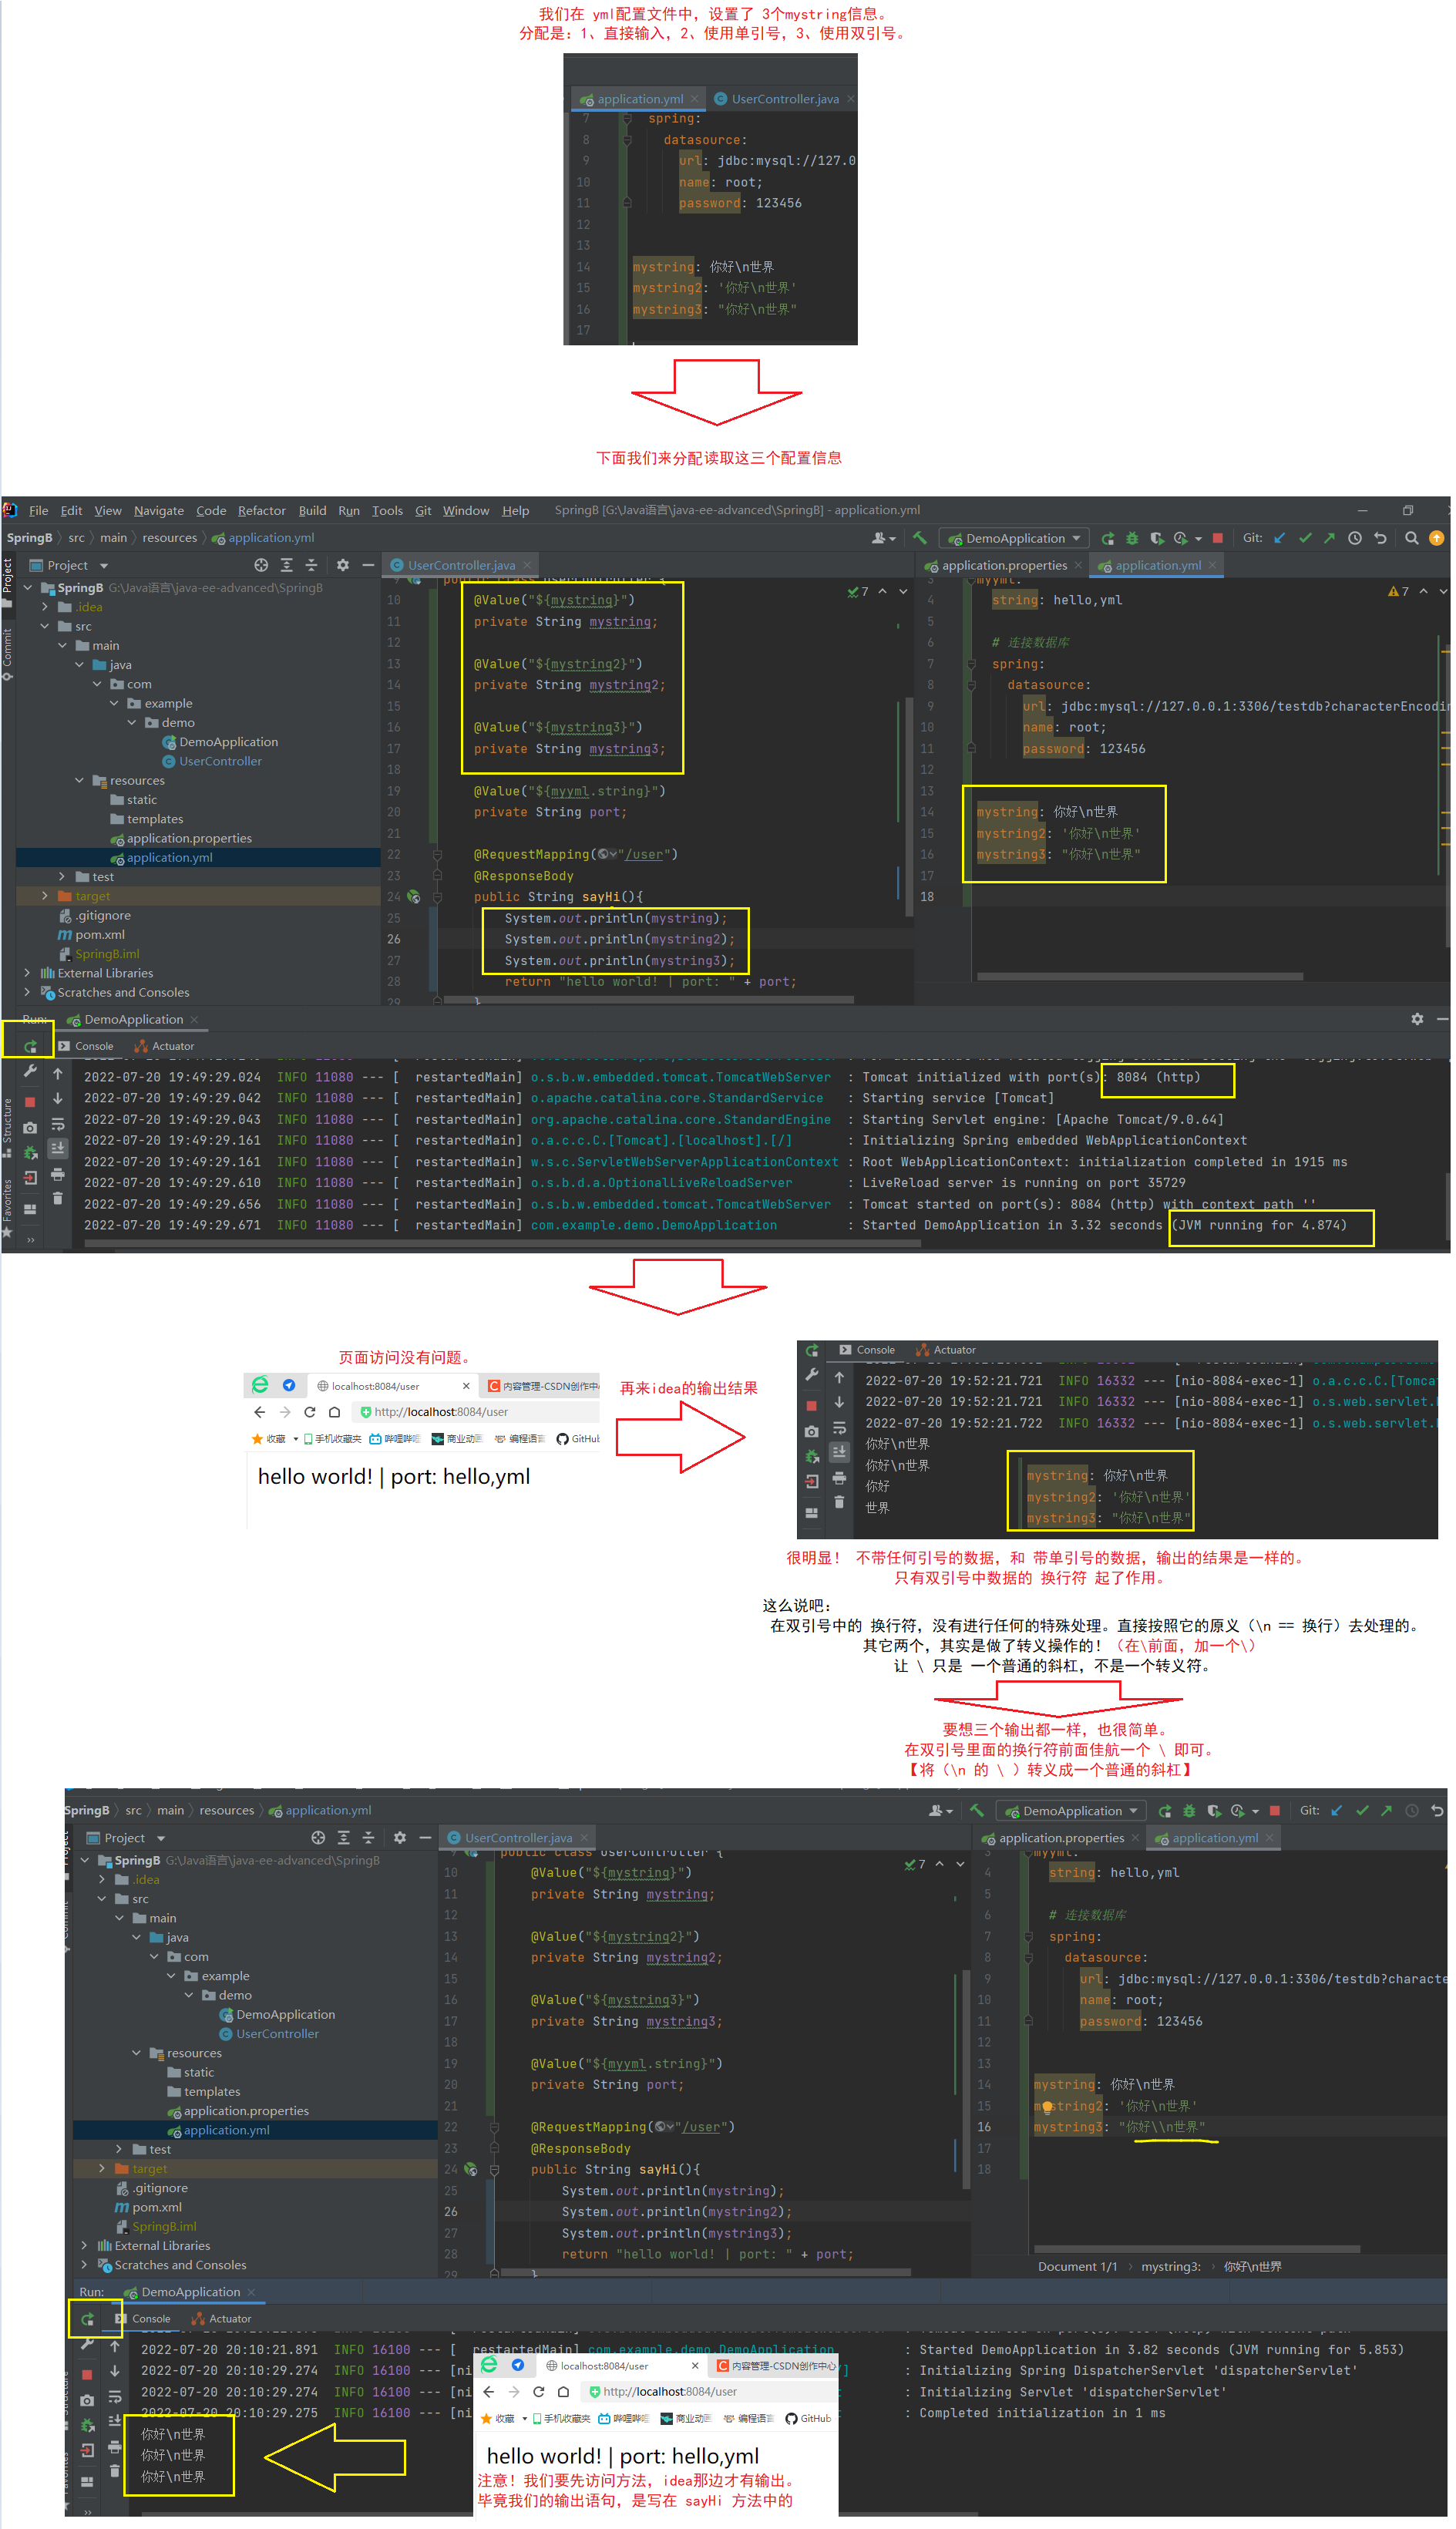 我们在 yml配置文件中，设置了 3个mystring信息。
分配是：1、直接输入，2、使用单引号，3、使用双引号。
application.yml
UserController.java
7 spring:
8 datasource:
9 url: jdbc:mysql://127.0
10 name: root;
11 password: 123456
12
13
14 mystring: 你好\n世界
15 mystring2: '你好\n世界'
16 mystring3: "你好\n世界"
17
下面我们来分配读取这三个配置信息
File Edit View Navigate Code Refactor Build Run Tools Git Window Help SpringB [G:\Java语言\java-ee-advanced\SpringB] - application.yml
SpringB src main resources application.yml DemoApplication Git:
Project
SpringB G:\Java语言\java-ee-advanced\SpringB
.idea
src
main
java
com
example
demo
DemoApplication
UserController
resources
static
templates
application.properties
application.yml
test
target
.gitignore
pom.xml
SpringB.iml
External Libraries
Scratches and Consoles
Project
Commit
Structure
Favorites
UserController.java
9 public class UserController {
10 @Value("${mystring}")
11 private String mystring;
12
13 @Value("${mystring2}")
14 private String mystring2;
15
16 @Value("${mystring3}")
17 private String mystring3;
18
19 @Value("${myyml.string}")
20 private String port;
21
22 @RequestMapping("/user")
23 @ResponseBody
24 public String sayHi(){
25 System.out.println(mystring);
26 System.out.println(mystring2);
27 System.out.println(mystring3);
28 return "hello world! | port: " + port;
29 }
7
application.properties application.yml
3 myyml:
4 string: hello,yml
5
6 # 连接数据库
7 spring:
8 datasource:
9 url: jdbc:mysql://127.0.0.1:3306/testdb?characterEncodin
10 name: root;
11 password: 123456
12
13
14 mystring: 你好\n世界
15 mystring2: '你好\n世界'
16 mystring3: "你好\n世界"
17
18
7
Run: DemoApplication
Console Actuator
2022-07-20 19:49:29.024 INFO 11080 --- [ restartedMain] o.s.b.w.embedded.tomcat.TomcatWebServer : Tomcat initialized with port(s): 8084 (http)
2022-07-20 19:49:29.042 INFO 11080 --- [ restartedMain] o.apache.catalina.core.StandardService : Starting service [Tomcat]
2022-07-20 19:49:29.043 INFO 11080 --- [ restartedMain] org.apache.catalina.core.StandardEngine : Starting Servlet engine: [Apache Tomcat/9.0.64]
2022-07-20 19:49:29.161 INFO 11080 --- [ restartedMain] o.a.c.c.C.[Tomcat].[localhost].[/] : Initializing Spring embedded WebApplicationContext
2022-07-20 19:49:29.161 INFO 11080 --- [ restartedMain] w.s.c.ServletWebServerApplicationContext : Root WebApplicationContext: initialization completed in 1915 ms
2022-07-20 19:49:29.610 INFO 11080 --- [ restartedMain] o.s.b.d.a.OptionalLiveReloadServer : LiveReload server is running on port 35729
2022-07-20 19:49:29.656 INFO 11080 --- [ restartedMain] o.s.b.w.embedded.tomcat.TomcatWebServer : Tomcat started on port(s): 8084 (http) with context path ''
2022-07-20 19:49:29.671 INFO 11080 --- [ restartedMain] com.example.demo.DemoApplication : Started DemoApplication in 3.32 seconds (JVM running for 4.874)
页面访问没有问题。
localhost:8084/user
内容管理-CSDN创作中心
http://localhost:8084/user
收藏 手机收藏夹 哔哩哔哩 商业动画 编程语言 GitHub
hello world! | port: hello,yml
再来idea的输出结果
Console Actuator
2022-07-20 19:52:21.721 INFO 16332 --- [nio-8084-exec-1] o.a.c.c.C.[Tomca
2022-07-20 19:52:21.721 INFO 16332 --- [nio-8084-exec-1] o.s.web.servlet.
2022-07-20 19:52:21.722 INFO 16332 --- [nio-8084-exec-1] o.s.web.servlet.
你好\n世界
你好\n世界
你好
世界
mystring: 你好\n世界
mystring2: '你好\n世界'
mystring3: "你好\n世界"
很明显！ 不带任何引号的数据，和 带单引号的数据，输出的结果是一样的。
只有双引号中数据的 换行符 起了作用。
这么说吧：
在双引号中的 换行符，没有进行任何的特殊处理。直接按照它的原义（\n == 换行）去处理的。
其它两个，其实是做了转义操作的！（在\前面，加一个\）
让 \ 只是 一个普通的斜杠，不是一个转义符。
要想三个输出都一样，也很简单。
在双引号里面的换行符前面佳航一个 \ 即可。
【将（\n 的 \ ）转义成一个普通的斜杠】
SpringB src main resources application.yml DemoApplication Git:
Project
SpringB G:\Java语言\java-ee-advanced\SpringB
.idea
src
main
java
com
example
demo
DemoApplication
UserController
resources
static
templates
application.properties
application.yml
test
target
.gitignore
pom.xml
SpringB.iml
External Libraries
Scratches and Consoles
UserController.java
9 public class UserController {
10 @Value("${mystring}")
11 private String mystring;
12
13 @Value("${mystring2}")
14 private String mystring2;
15
16 @Value("${mystring3}")
17 private String mystring3;
18
19 @Value("${myyml.string}")
20 private String port;
21
22 @RequestMapping("/user")
23 @ResponseBody
24 public String sayHi(){
25 System.out.println(mystring);
26 System.out.println(mystring2);
27 System.out.println(mystring3);
28 return "hello world! | port: " + port;
29 }
7
application.properties application.yml
3 myyml:
4 string: hello,yml
5
6 # 连接数据库
7 spring:
8 datasource:
9 url: jdbc:mysql://127.0.0.1:3306/testdb?characte
10 name: root;
11 password: 123456
12
13
14 mystring: 你好\n世界
15 mystring2: '你好\n世界'
16 mystring3: "你好\\n世界"
17
18
Document 1/1 mystring3: 你好\n世界
Run: DemoApplication
Console Actuator
2022-07-20 20:10:21.891 INFO 16100 --- [ restartedMain] com.example.demo.DemoApplication : Started DemoApplication in 3.82 seconds (JVM running for 5.853)
2022-07-20 20:10:29.274 INFO 16100 --- [ni /] : Initializing Spring DispatcherServlet 'dispatcherServlet'
2022-07-20 20:10:29.274 INFO 16100 --- [ni t : Initializing Servlet 'dispatcherServlet'
2022-07-20 20:10:29.275 INFO 16100 --- [ni t : Completed initialization in 1 ms
你好\n世界
你好\n世界
你好\n世界
localhost:8084/user
内容管理-CSDN创作中心
http://localhost:8084/user
收藏 手机收藏夹 哔哩哔哩 商业动画 编程语言 GitHub
hello world! | port: hello,yml
注意！我们要先访问方法，idea那边才有输出。
毕竟我们的输出语句，是写在 sayHi 方法中的